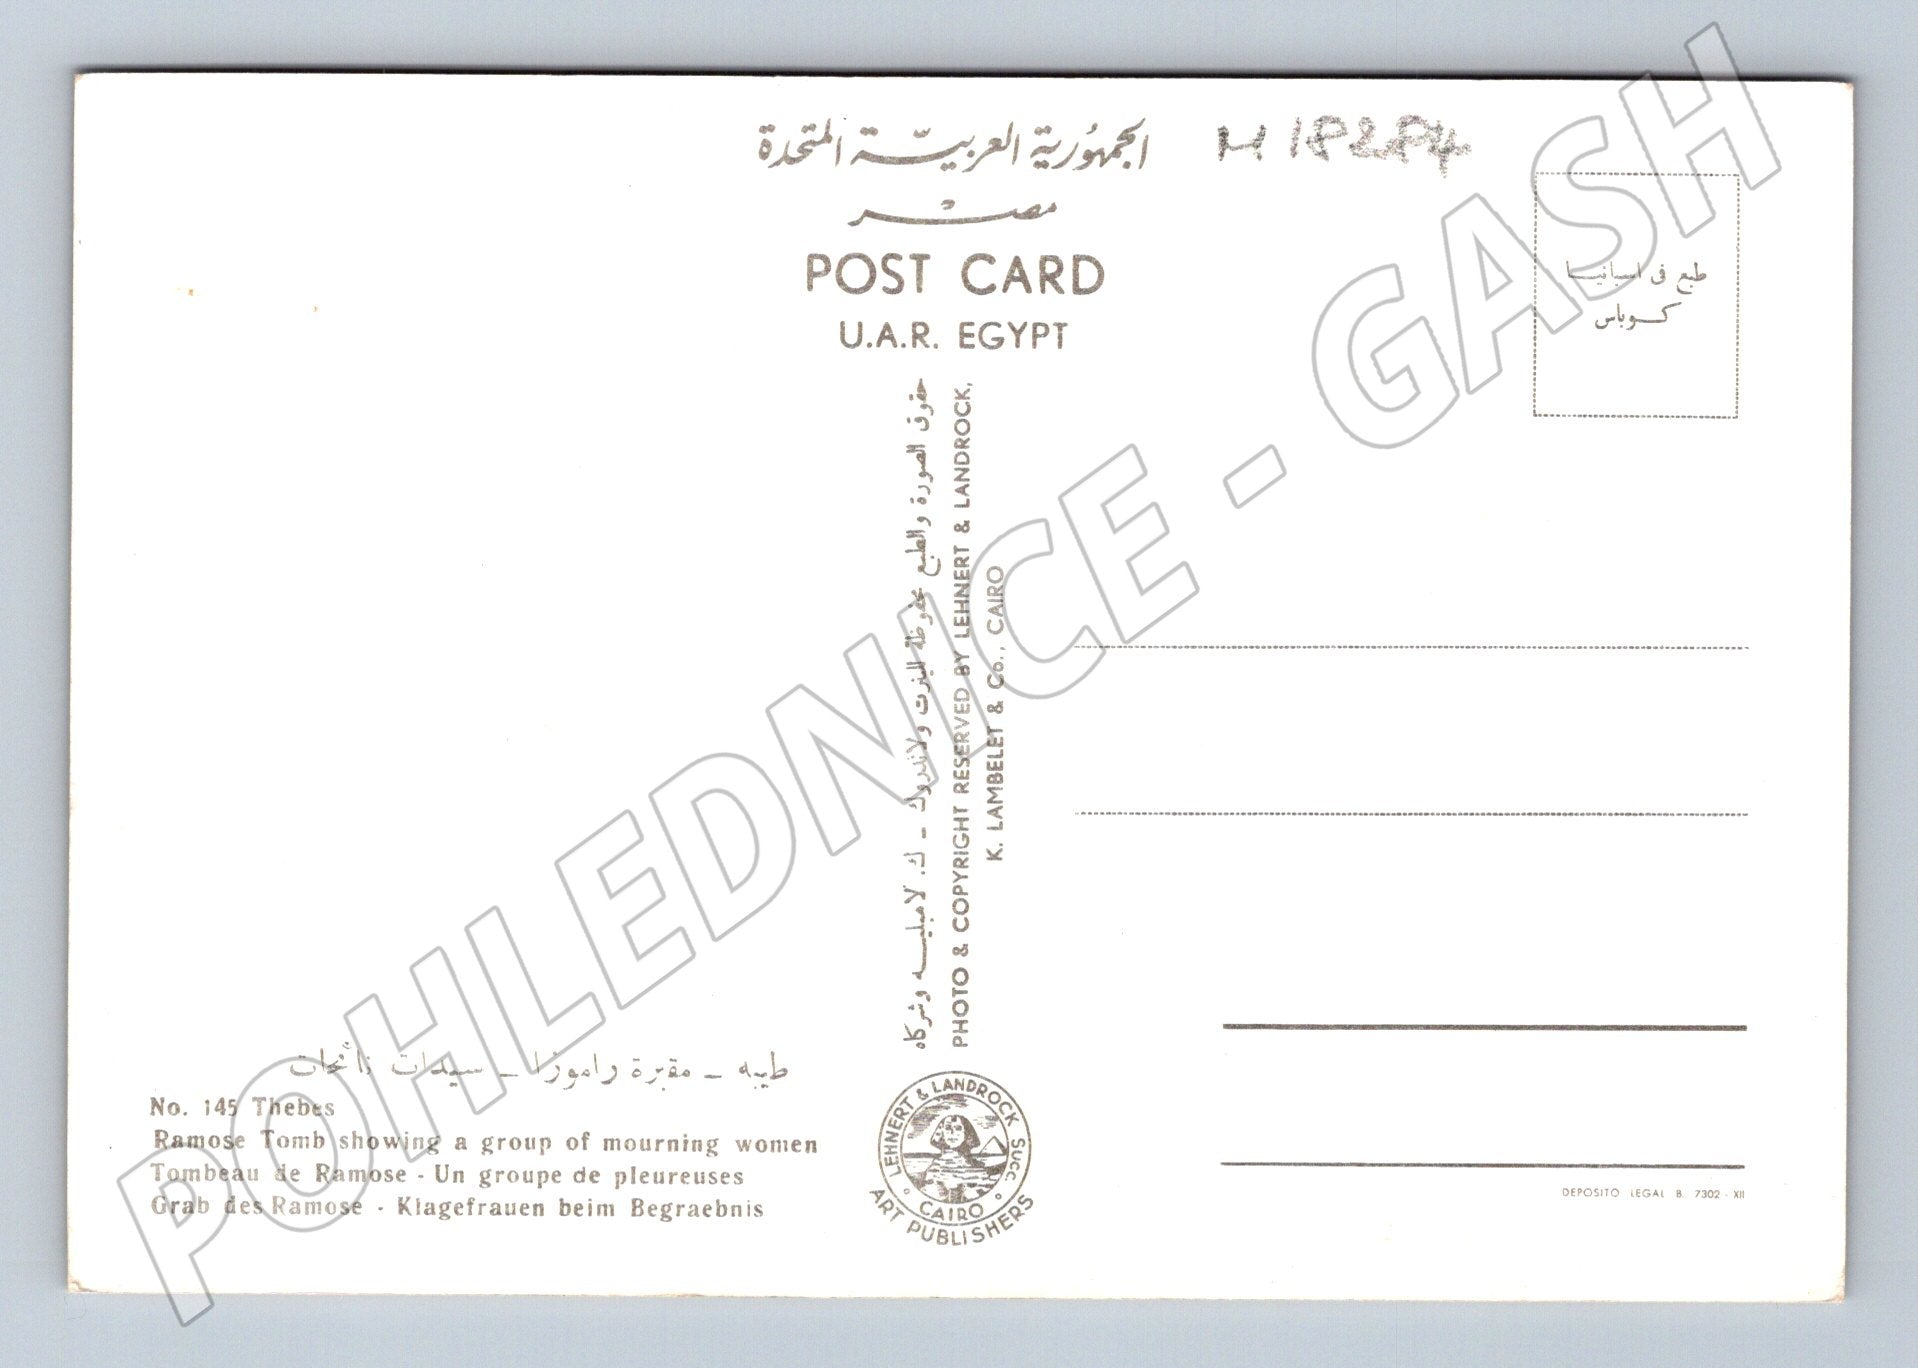 الجمهورية العربية المتحدة
مصر
POST CARD
U.A.R. EGYPT
طبع فى اسبانيا
كوباس
حقوق الصورة والطبع محفوظة للينرت ولاندروك - ك. لامبليه وشركاه
PHOTO & COPYRIGHT RESERVED BY LEHNERT & LANDROCK,
K. LAMBELET & Co., CAIRO
طيبه - مقبرة راموزا - سيدات نائحات
No. 145 Thebes
Ramose Tomb showing a group of mourning women
Tombeau de Ramose - Un groupe de pleureuses
Grab des Ramose - Klagefrauen beim Begraebnis
LEHNERT & LANDROCK SUCC.
CAIRO
ART PUBLISHERS
DEPOSITO LEGAL B. 7302 - XII
POHLEDNICE - GASH